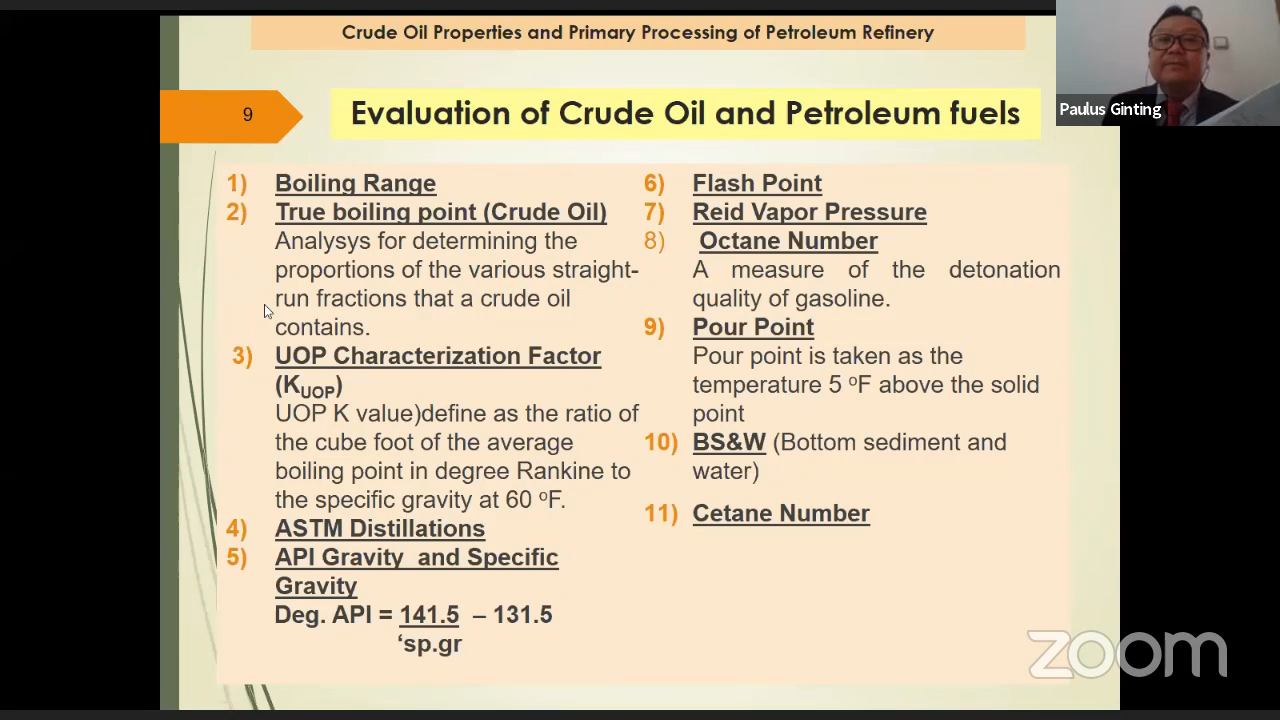 Crude Oil Properties and Primary Processing of Petroleum Refinery
Paulus Ginting
9
Evaluation of Crude Oil and Petroleum fuels
1) Boiling Range
2) True boiling point (Crude Oil)
Analysys for determining the
proportions of the various straight-
run fractions that a crude oil
contains.
3) UOP Characterization Factor
(KUOP)
UOP K value)define as the ratio of
the cube foot of the average
boiling point in degree Rankine to
the specific gravity at 60 ºF.
4) ASTM Distillations
5) API Gravity and Specific
Gravity
Deg. API = 141.5 – 131.5
‘sp.gr
6) Flash Point
7) Reid Vapor Pressure
8) Octane Number
A measure of the detonation
quality of gasoline.
9) Pour Point
Pour point is taken as the
temperature 5 ºF above the solid
point
10) BS&W (Bottom sediment and
water)
11) Cetane Number
zoom